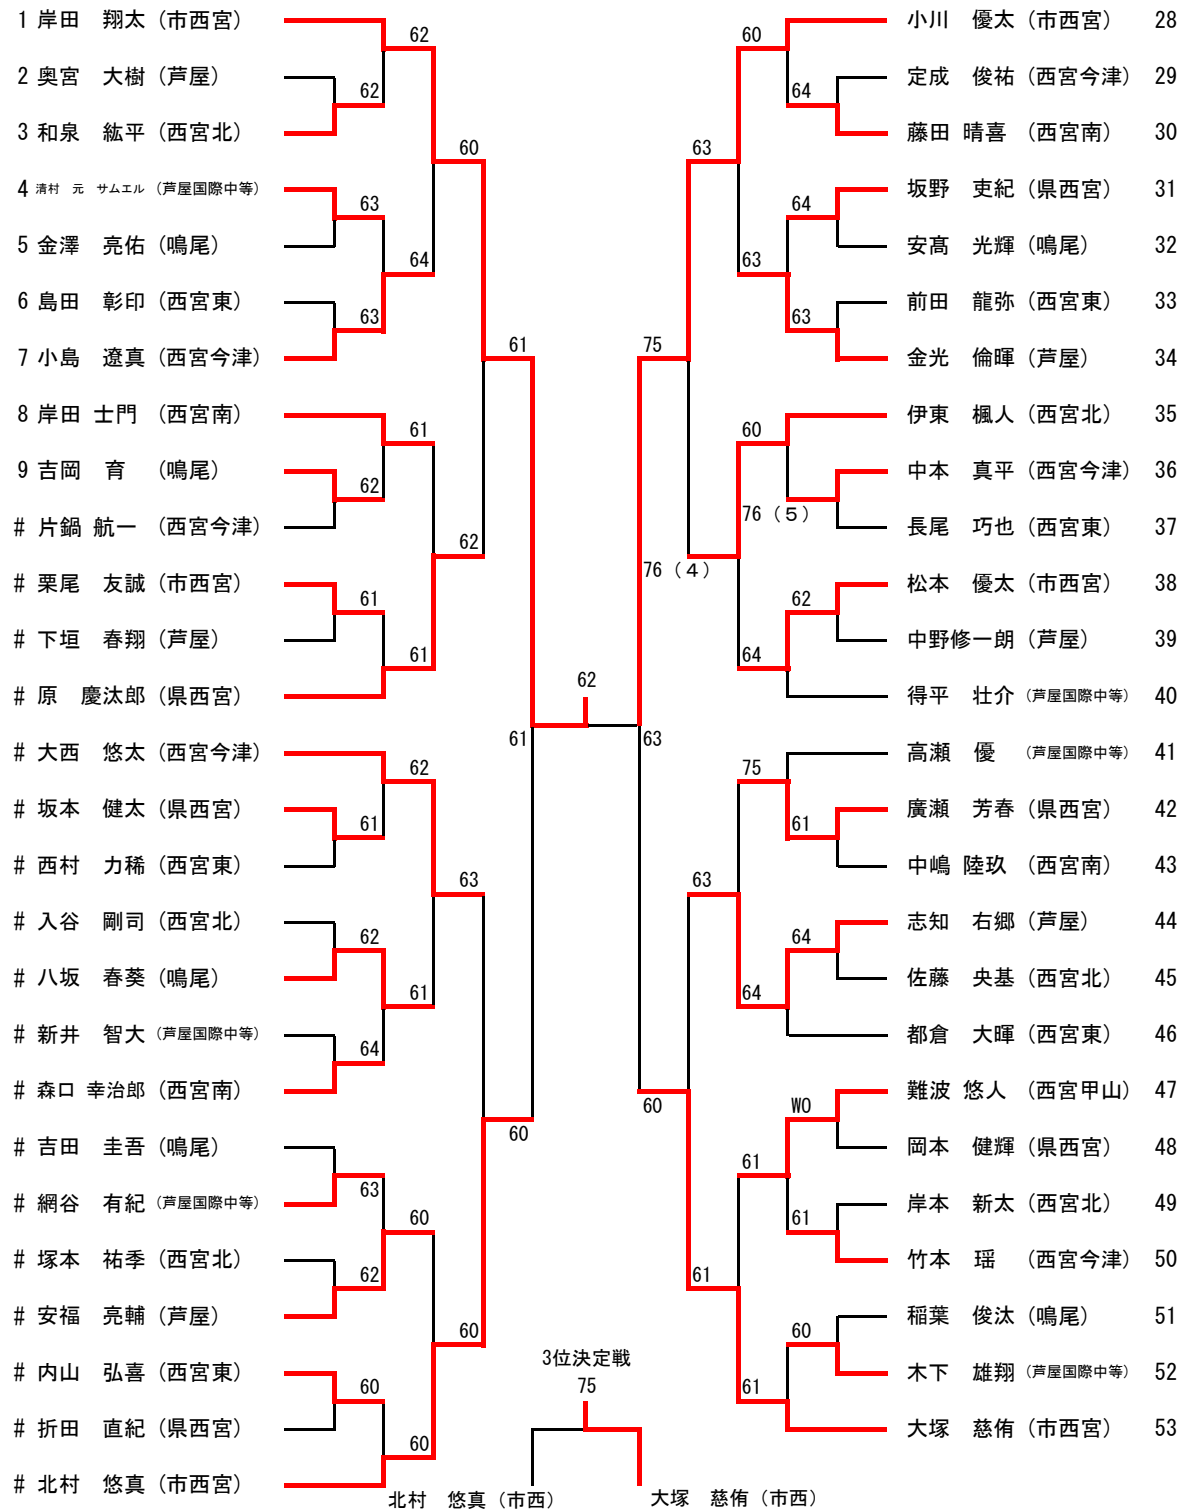 1 岸田　翔太（市西宮）
2 奥宮　大樹（芦屋）
3 和泉　紘平（西宮北）
4 清村　元　サムエル（芦屋国際中等）
5 金澤　亮佑（鳴尾）
6 島田　彰印（西宮東）
7 小島　遼真（西宮今津）
8 岸田 士門　（西宮南）
9 吉岡　育　（鳴尾）
# 片鍋 航一　（西宮今津）
# 栗尾　友誠（市西宮）
# 下垣　春翔（芦屋）
# 原　慶汰郎（県西宮）
# 大西　悠太（西宮今津）
# 坂本　健太（県西宮）
# 西村　力稀（西宮東）
# 入谷　剛司（西宮北）
# 八坂　春葵（鳴尾）
# 新井　智大（芦屋国際中等）
# 森口 幸治郎（西宮南）
# 吉田　圭吾（鳴尾）
# 網谷　有紀（芦屋国際中等）
# 塚本　祐季（西宮北）
# 安福　亮輔（芦屋）
# 内山　弘喜（西宮東）
# 折田　直紀（県西宮）
# 北村　悠真（市西宮）
62
63
63
62
61
62
61
62
64
63
62
60
62
64
61
61
62
61
60
60
60
62
63
60
61
60
61
62
63
75
76（4）
60
63
63
63
61
60
60
64
75
64
61
61
64
64
63
76（5）
62
61
64
WO
61
60
小川　優太（市西宮） 28
定成　俊祐（西宮今津） 29
藤田 晴喜　（西宮南） 30
坂野　吏紀（県西宮） 31
安髙　光輝（鳴尾） 32
前田　龍弥（西宮東） 33
金光　倫暉（芦屋） 34
伊東　楓人（西宮北） 35
中本　真平（西宮今津） 36
長尾　巧也（西宮東） 37
松本　優太（市西宮） 38
中野修一朗（芦屋） 39
得平　壮介（芦屋国際中等） 40
高瀬　優　（芦屋国際中等） 41
廣瀬　芳春（県西宮） 42
中嶋 陸玖　（西宮南） 43
志知　右郷（芦屋） 44
佐藤　央基（西宮北） 45
都倉　大暉（西宮東） 46
難波 悠人　（西宮甲山） 47
岡本　健輝（県西宮） 48
岸本　新太（西宮北） 49
竹本　瑶　（西宮今津） 50
稲葉　俊汰（鳴尾） 51
木下　雄翔（芦屋国際中等） 52
大塚　慈侑（市西宮） 53
3位決定戦
75
北村　悠真（市西）
大塚　慈侑（市西）